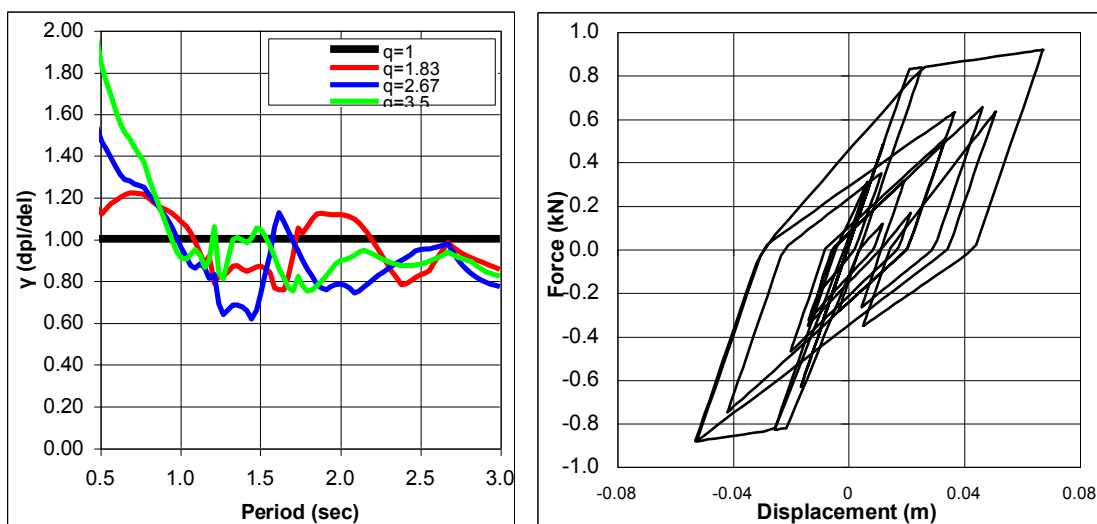 2.00
1.80
1.60
1.40
1.20
1.00
0.80
0.60
0.40
0.20
0.00
γ (dpl/del)
q=1
q=1.83
q=2.67
q=3.5
0.5 1.0 1.5 2.0 2.5 3.0
Period (sec)
1.0
0.8
0.6
0.4
0.2
0.0
-0.2
-0.4
-0.6
-0.8
-1.0
Force (kN)
-0.08 -0.04 0 0.04 0.08
Displacement (m)